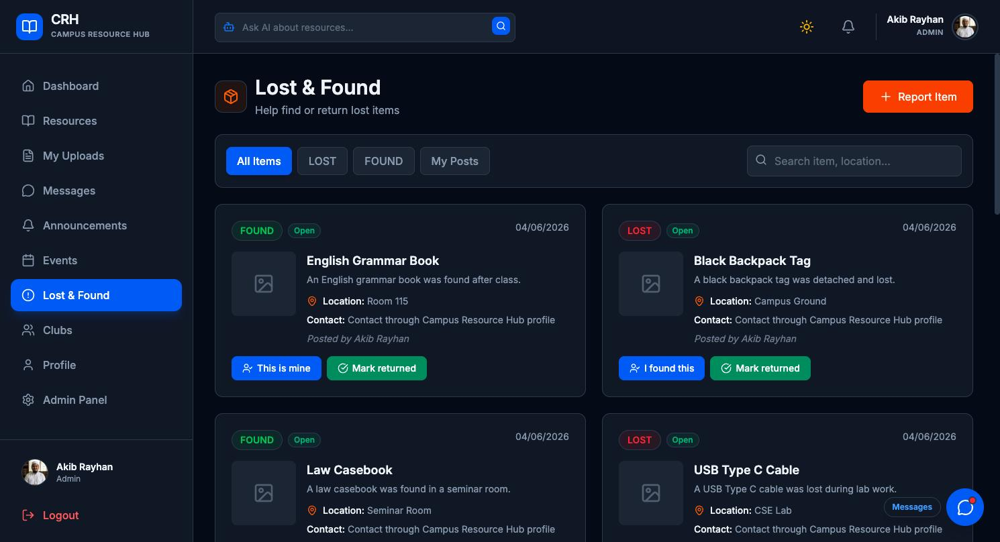 CRH
CAMPUS RESOURCE HUB
Ask AI about resources...
Akib Rayhan
ADMIN
Dashboard
Resources
My Uploads
Messages
Announcements
Events
Lost & Found
Clubs
Profile
Admin Panel
Akib Rayhan
Admin
Logout
Lost & Found
Help find or return lost items
Report Item
All Items
LOST
FOUND
My Posts
Search item, location...
FOUND
Open
04/06/2026
English Grammar Book
An English grammar book was found after class.
Location: Room 115
Contact: Contact through Campus Resource Hub profile
Posted by Akib Rayhan
This is mine
Mark returned
LOST
Open
04/06/2026
Black Backpack Tag
A black backpack tag was detached and lost.
Location: Campus Ground
Contact: Contact through Campus Resource Hub profile
Posted by Akib Rayhan
I found this
Mark returned
FOUND
Open
04/06/2026
Law Casebook
A law casebook was found in a seminar room.
Location: Seminar Room
Contact: Contact through Campus Resource Hub profile
LOST
Open
04/06/2026
USB Type C Cable
A USB Type C cable was lost during lab work.
Location: CSE Lab
Contact: Contact through Campus Resource Hub profile
Messages